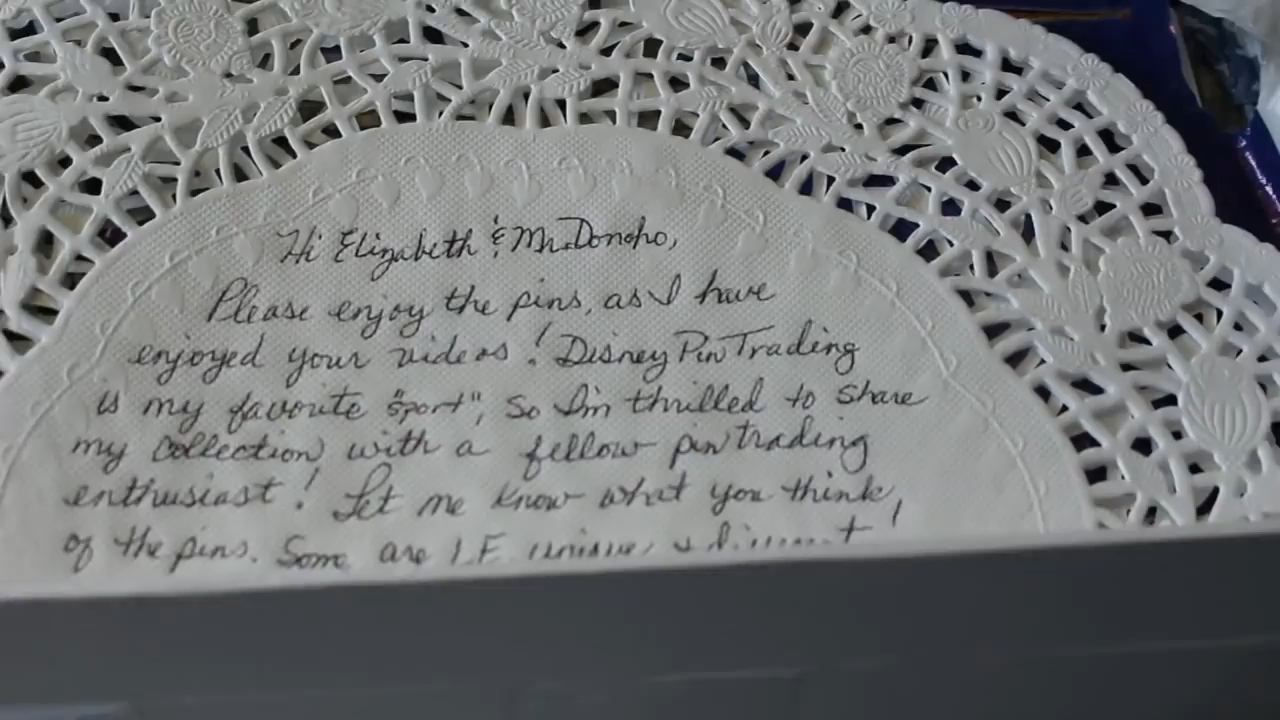 Hi Elizabeth & Mr. Donoho,
Please enjoy the pins, as I have
enjoyed your videos! Disney Pin Trading
is my favorite "sport", so I'm thrilled to share
my collection with a fellow pin trading
enthusiast! Let me know what you think
of the pins. Some are L.E.